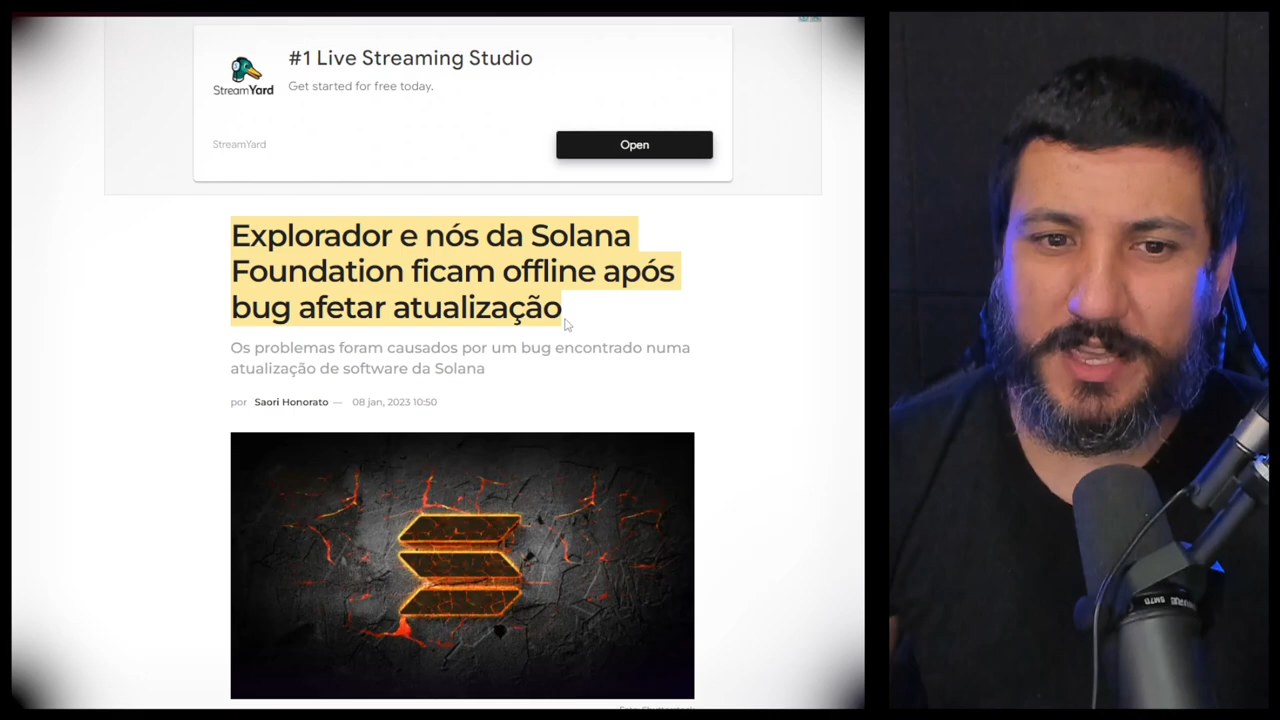 #1 Live Streaming Studio
Get started for free today.
StreamYard
StreamYard
Open
Explorador e nós da Solana
Foundation ficam offline após
bug afetar atualização
Os problemas foram causados por um bug encontrado numa
atualização de software da Solana
por Saori Honorato — 08 jan, 2023 10:50
SM7B
SHURE